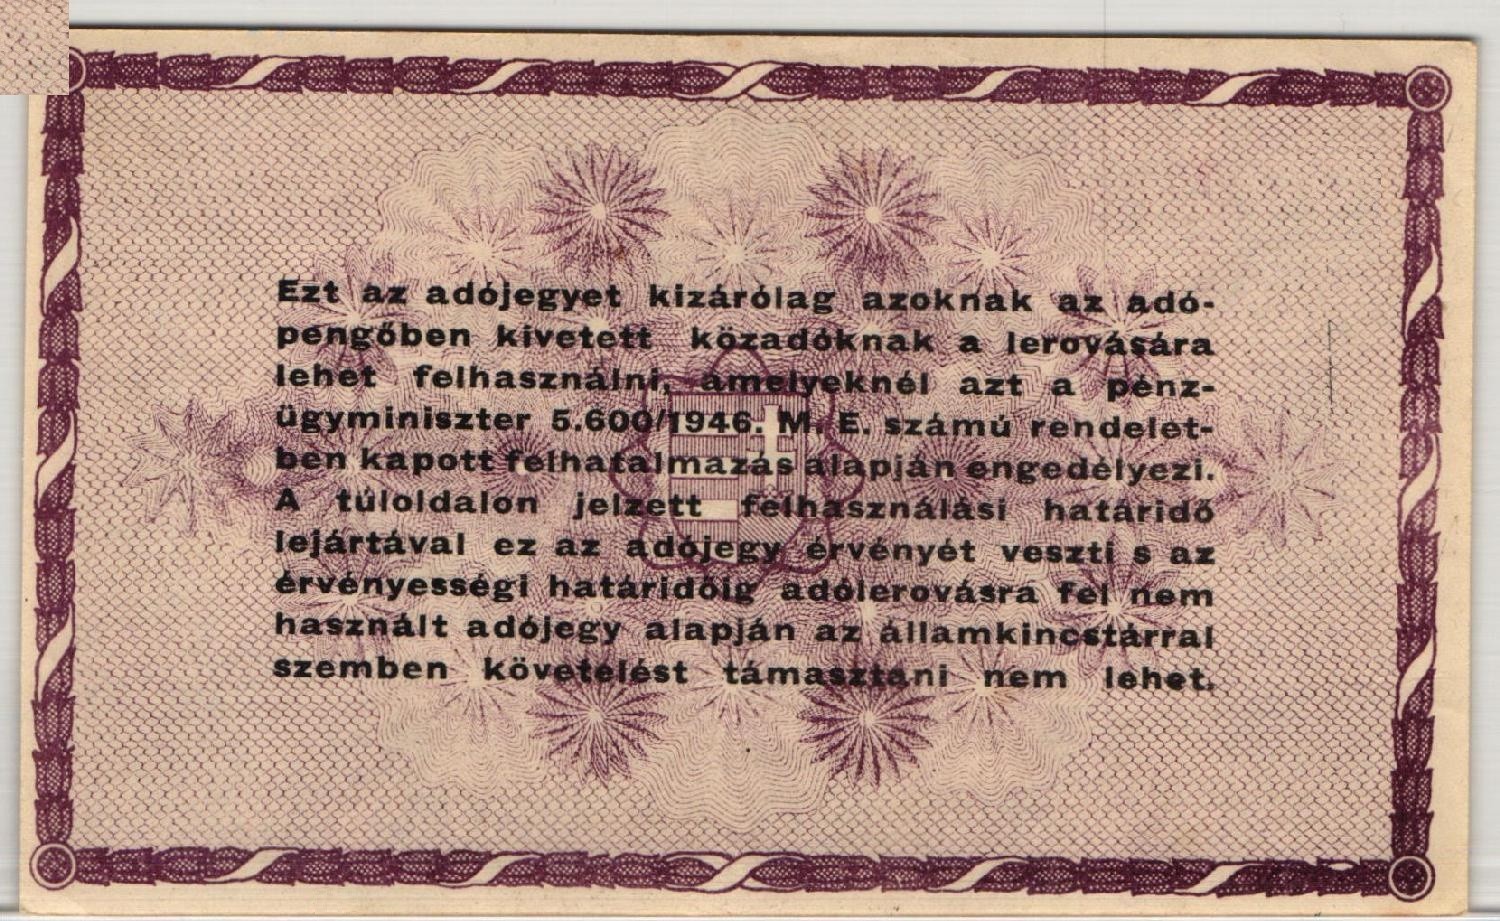 Ezt az adójegyet kizárólag azoknak az adó-
pengőben kivetett közadóknak a lerovására
lehet felhasználni, amelyeknél azt a pénz-
ügyminiszter 5.600/1946. M. E. számú rendelet-
ben kapott felhatalmazás alapján engedélyezi.
A túloldalon jelzett felhasználási határidő
lejártával ez az adójegy érvényét veszti s az
érvényességi határidőig adólerovásra fel nem
használt adójegy alapján az államkincstárral
szemben követelést támasztani nem lehet.